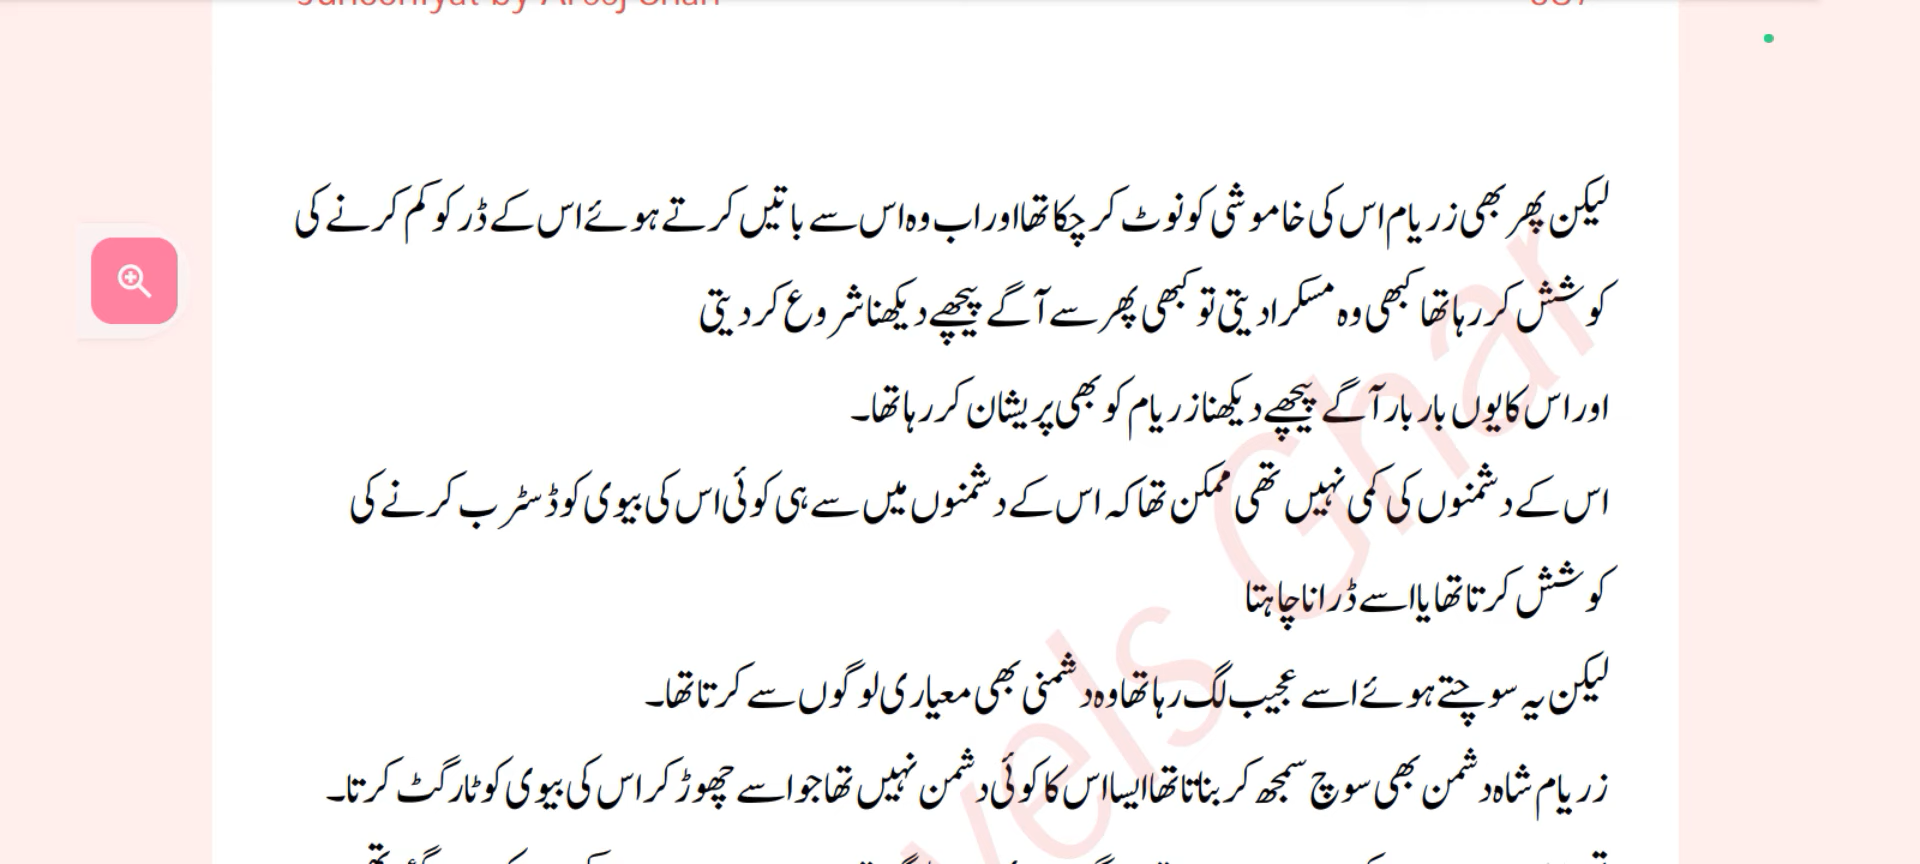 لیکن پھر بھی زریام اس کی خاموشی کو نوٹ کر چکا تھا اور اب وہ اس سے باتیں کرتے ہوئے اس کے ڈر کو کم کرنے کی
کوشش کر رہا تھا کبھی وہ مسکرا دیتی تو کبھی پھر سے آگے پیچھے دیکھنا شروع کر دیتی
اور اس کا یوں بار بار آگے پیچھے دیکھنا زریام کو بھی پریشان کر رہا تھا۔
اس کے دشمنوں کی کمی نہیں تھی ممکن تھا کہ اس کے دشمنوں میں سے ہی کوئی اس کی بیوی کو ڈسٹرب کرنے کی
کوشش کرتا تھا یا اسے ڈرانا چاہتا
لیکن یہ سوچتے ہوئے اسے عجیب لگ رہا تھا وہ دشمنی بھی معیاری لوگوں سے کرتا تھا۔
زریام شاہ دشمن بھی سوچ سمجھ کر بناتا تھا ایسا اس کا کوئی دشمن نہیں تھا جو اسے چھوڑ کر اس کی بیوی کو ٹارگٹ کرتا۔